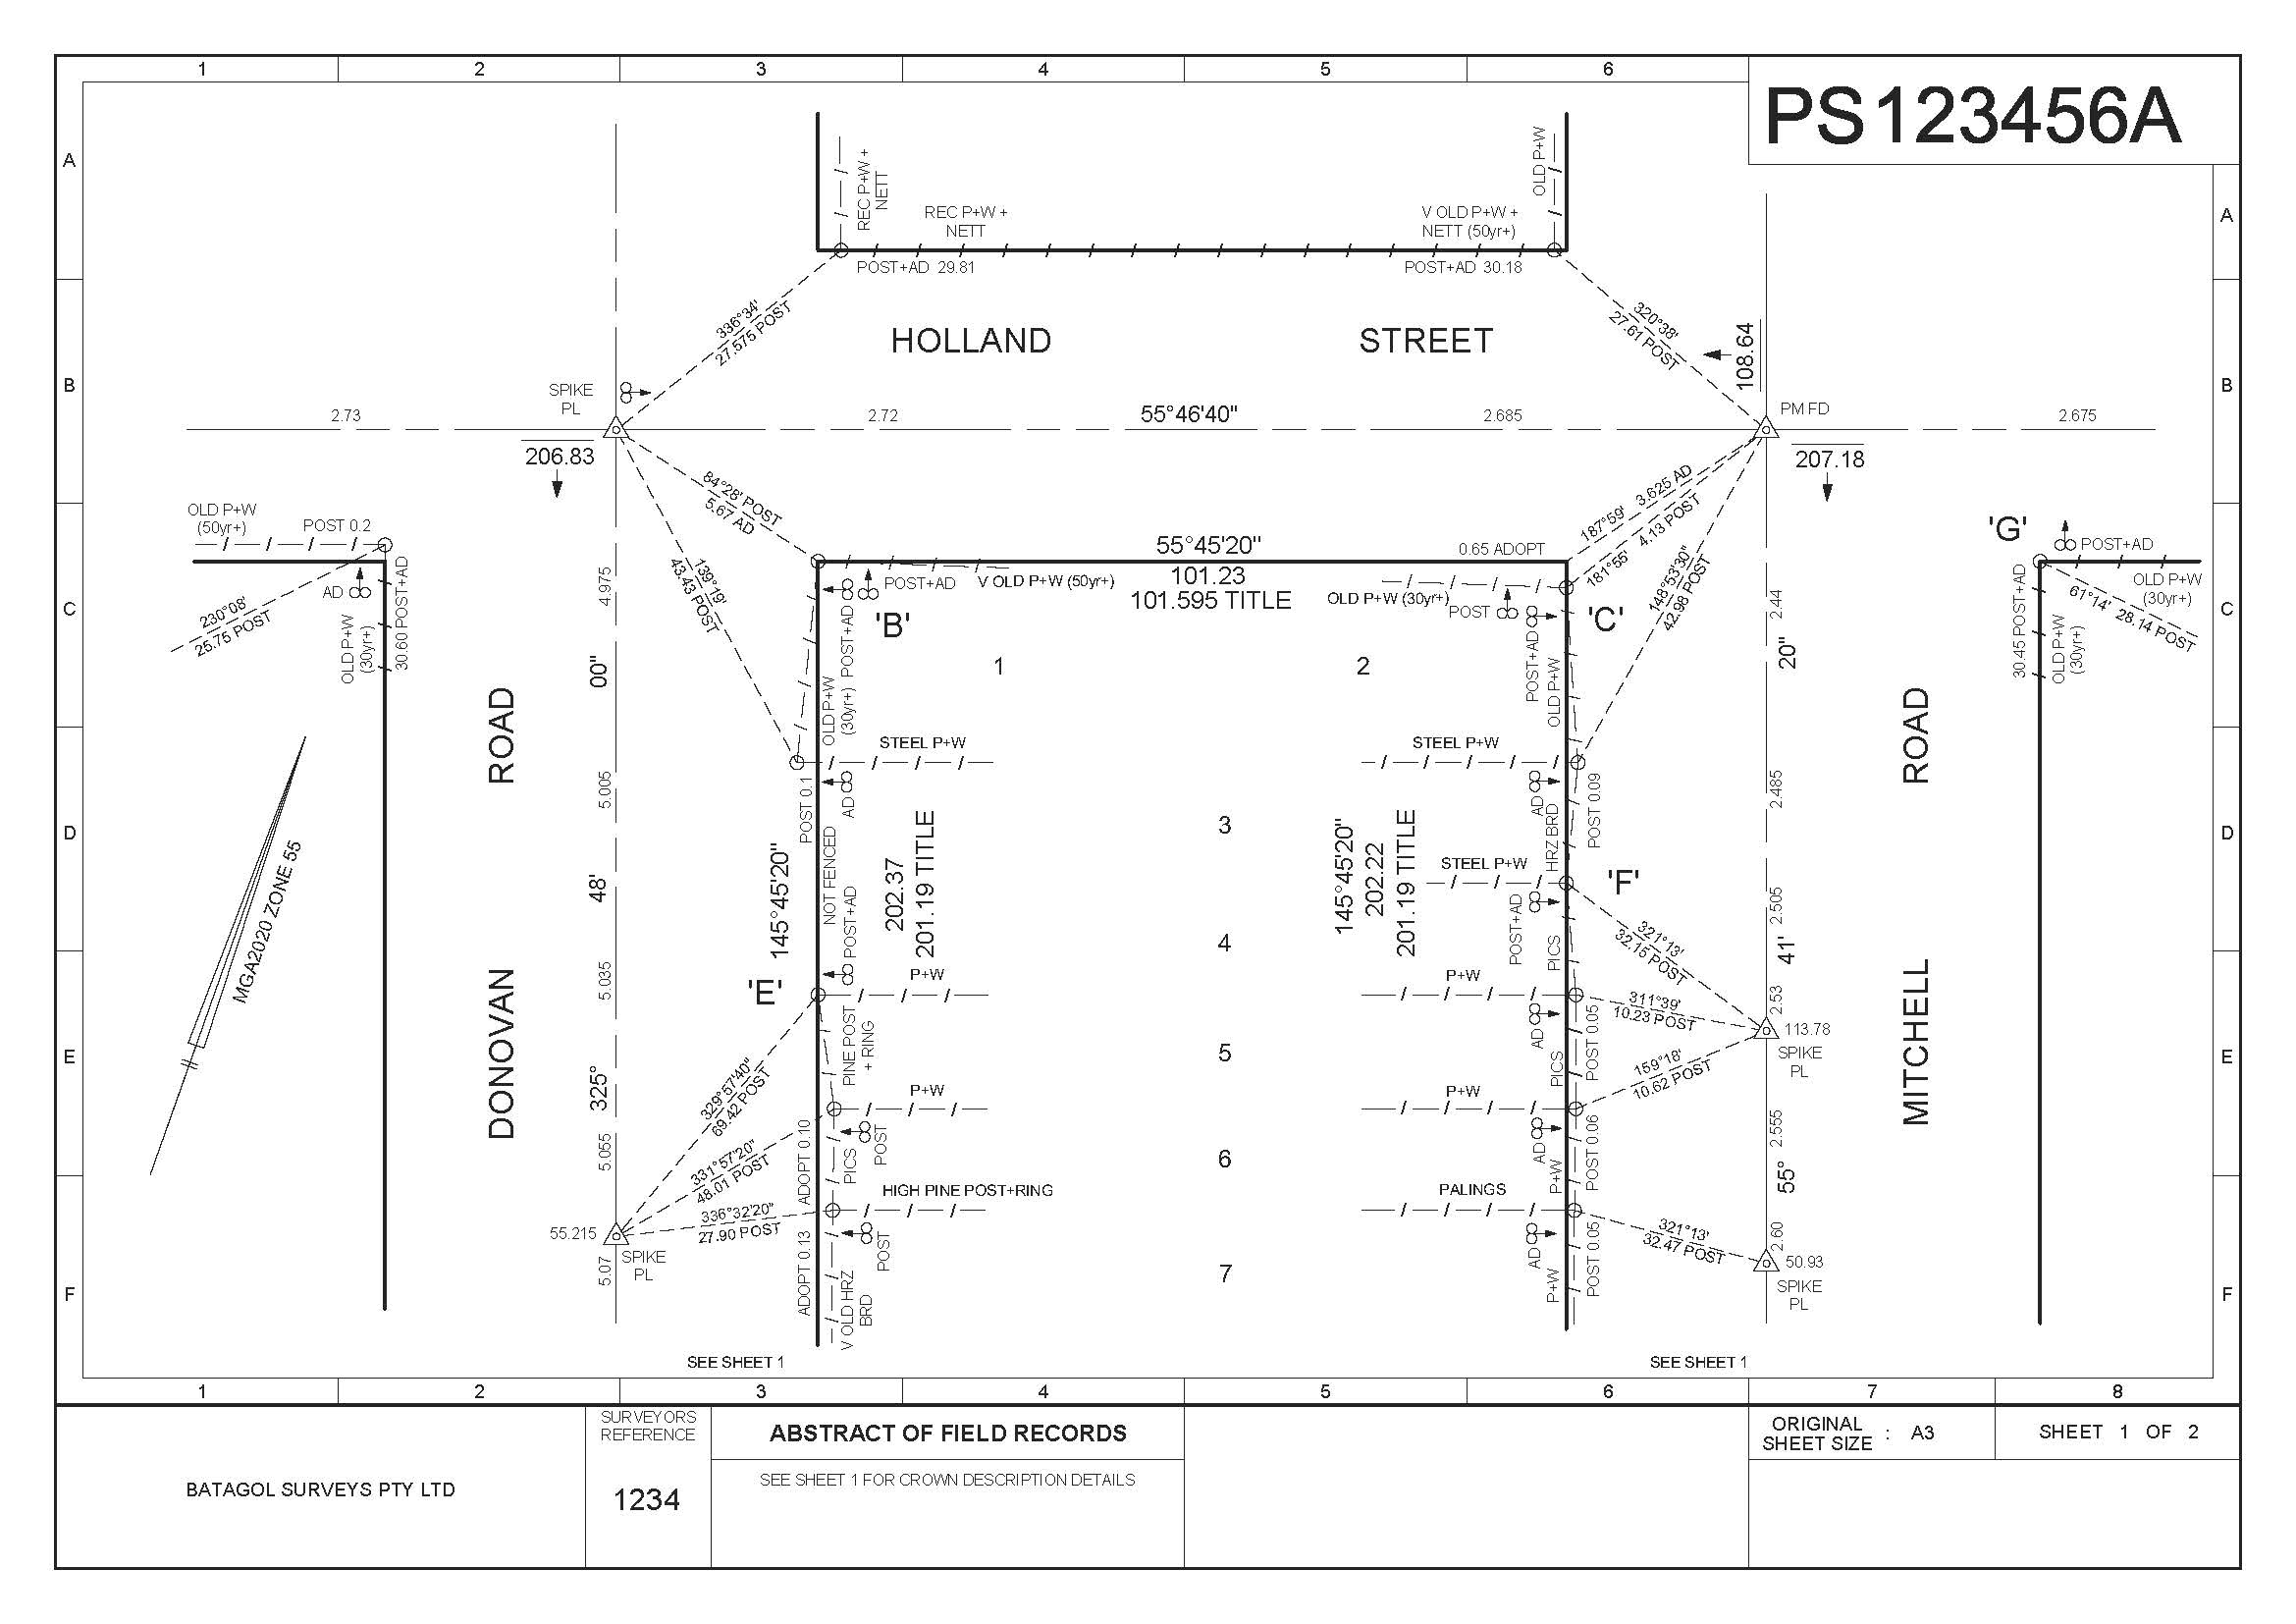 1 2 3 4 5 6
PS123456A
A
A
B
B
C
C
D
D
E
E
F
F
REC P+W +
NETT
REC P+W +
NETT
V OLD P+W +
NETT (50yr+)
OLD P+W
POST+AD 29.81
POST+AD 30.18
336°34'
27.575 POST
320°38'
27.61 POST
HOLLAND STREET
108.64
SPIKE
PL
PM FD
2.73
2.72
55°46'40"
2.685
2.675
206.83
207.18
84°28' POST
5.67 AD
139°19'
43.43 POST
187°59' 3.625 AD
181°55' 4.13 POST
148°53'30"
42.98 POST
OLD P+W
(50yr+)
POST 0.2
AD
OLD P+W
(30yr+)
30.60 POST+AD
230°08'
25.75 POST
4.975
55°45'20"
101.23
101.595 TITLE
0.65 ADOPT
POST+AD
V OLD P+W (50yr+)
OLD P+W (30yr+)
POST
'B'
'C'
POST+AD
OLD P+W
(30yr+)
POST+AD
OLD P+W
'G'
POST+AD
OLD P+W
(30yr+)
30.45 POST+AD
OLD P+W
(30yr+)
61°14' 28.14 POST
2.44
1
2
STEEL P+W
STEEL P+W
POST 0.1
AD
AD
POST 0.09
HRZ BRD
5.005
2.485
DONOVAN ROAD
325° 48' 00"
MITCHELL ROAD
55° 41' 20"
MGA2020 ZONE 55
3
145°45'20"
NOT FENCED
202.37
201.19 TITLE
145°45'20"
202.22
201.19 TITLE
STEEL P+W
'F'
POST+AD
POST+AD
PICS
2.505
4
321°13'
32.15 POST
'E'
P+W
P+W
5.035
2.53
311°39'
10.23 POST
113.78
SPIKE
PL
PINE POST
+ RING
AD
PICS
POST 0.05
5
159°18'
10.62 POST
329°57'40"
69.42 POST
P+W
P+W
5.055
2.555
331°57'20"
48.01 POST
ADOPT 0.10
PICS
POST
AD
P+W
POST 0.06
6
HIGH PINE POST+RING
PALINGS
336°32'20"
27.90 POST
55.215
SPIKE
PL
5.07
ADOPT 0.13
V OLD HRZ
BRD
POST
AD
P+W
POST 0.05
321°13'
32.47 POST
2.60
50.93
SPIKE
PL
7
SEE SHEET 1
SEE SHEET 1
1 2 3 4 5 6 7 8
BATAGOL SURVEYS PTY LTD
SURVEYORS
REFERENCE
1234
ABSTRACT OF FIELD RECORDS
SEE SHEET 1 FOR CROWN DESCRIPTION DETAILS
ORIGINAL
SHEET SIZE : A3
SHEET 1 OF 2